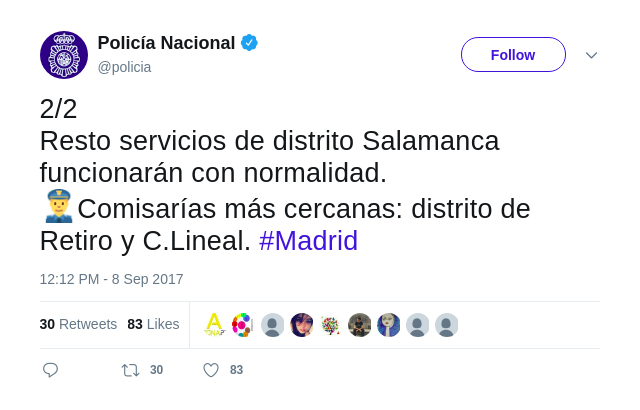 Policía Nacional
@policia
Follow
2/2
Resto servicios de distrito Salamanca
funcionarán con normalidad.
Comisarías más cercanas: distrito de
Retiro y C.Lineal. #Madrid
12:12 PM - 8 Sep 2017
30 Retweets 83 Likes
30 83